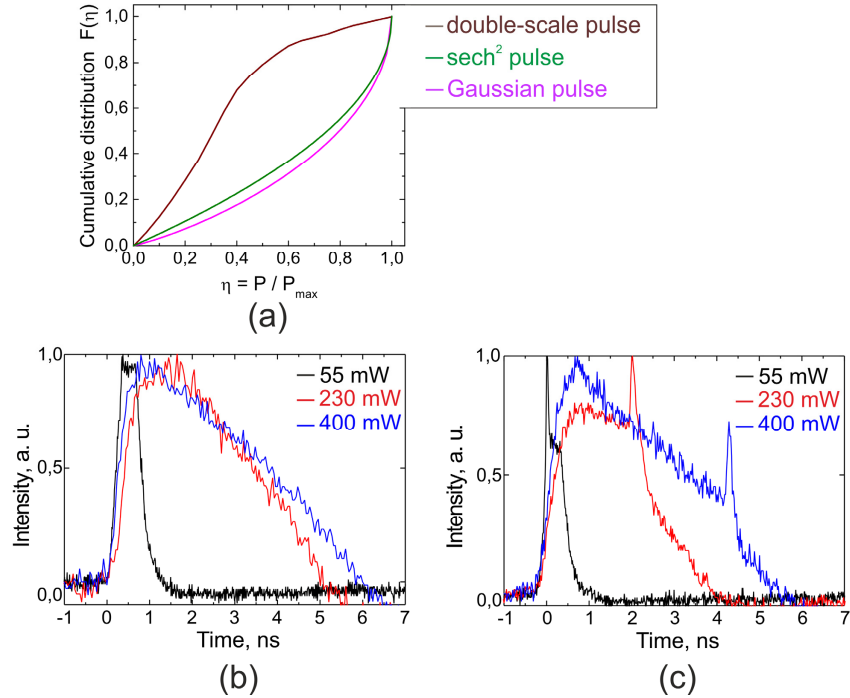 Cumulative distribution F(η)
1,0
0,8
0,6
0,4
0,2
0,0
0,0 0,2 0,4 0,6 0,8 1,0
η = P / Pmax
double-scale pulse
sech² pulse
Gaussian pulse
(a)
Intensity, a. u.
1,0
0,5
0,0
-1 0 1 2 3 4 5 6 7
Time, ns
55 mW
230 mW
400 mW
(b)
Intensity, a. u.
1,0
0,5
0,0
-1 0 1 2 3 4 5 6 7
Time, ns
55 mW
230 mW
400 mW
(c)